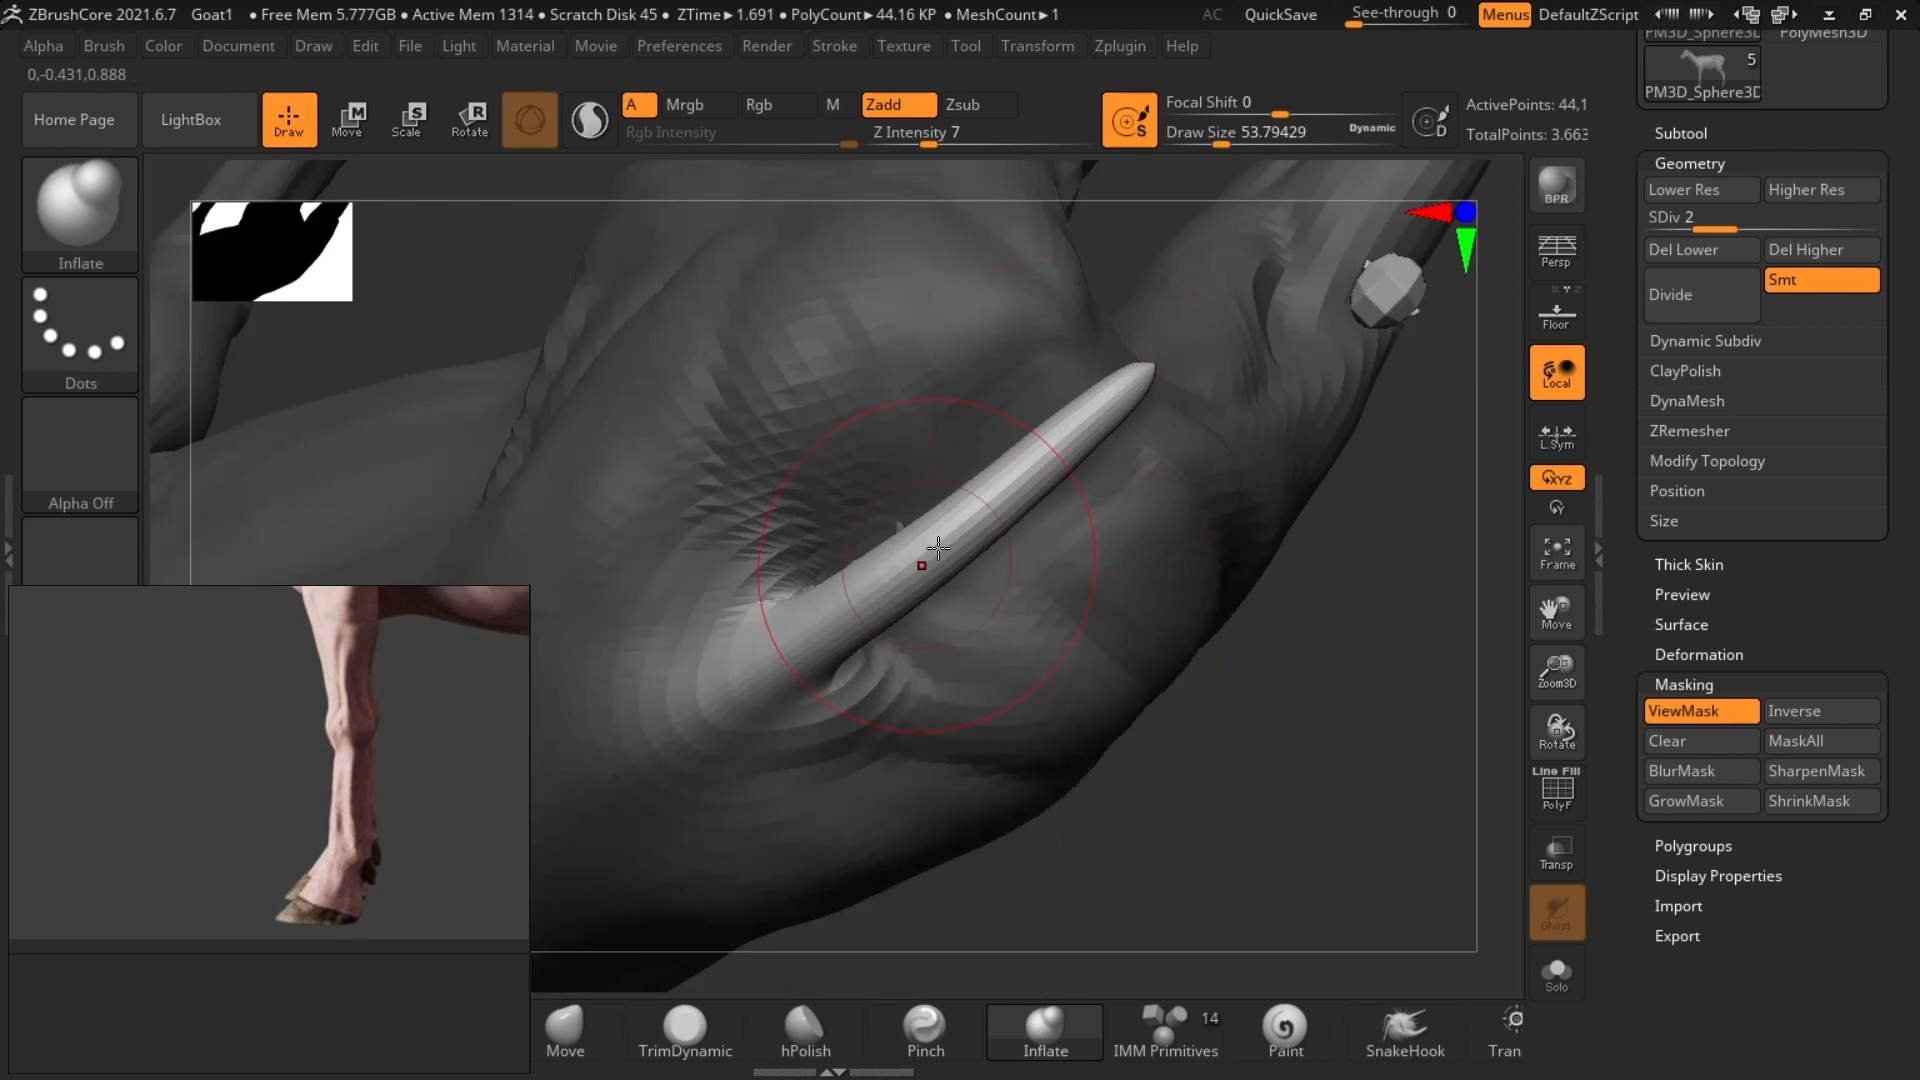 ZBrushCore 2021.6.7 Goat1 ● Free Mem 5.777GB ● Active Mem 1314 ● Scratch Disk 45 ● ZTime►1.691 ● PolyCount►44.16 KP ● MeshCount►1 AC QuickSave See-through 0 Menus DefaultZScript
Alpha Brush Color Document Draw Edit File Light Material Movie Preferences Render Stroke Texture Tool Transform Zplugin Help
PM3D_Sphere3D PolyMesh3D
5
PM3D_Sphere3D
0,-0.431,0.888
Home Page LightBox Draw Move Scale Rotate
A Mrgb Rgb M Zadd Zsub
Rgb Intensity Z Intensity 7
Focal Shift 0
Draw Size 53.79429 Dynamic
S
D
ActivePoints: 44,1
TotalPoints: 3.663
Inflate
Dots
Alpha Off
BPR
Persp
Floor
Local
L.Sym
XYZ
Frame
Move
Zoom3D
Rotate
Line Fill
PolyF
Transp
Ghost
Solo
Subtool
Geometry
Lower Res Higher Res
SDiv 2
Del Lower Del Higher
Divide Smt
Dynamic Subdiv
ClayPolish
DynaMesh
ZRemesher
Modify Topology
Position
Size
Thick Skin
Preview
Surface
Deformation
Masking
ViewMask Inverse
Clear MaskAll
BlurMask SharpenMask
GrowMask ShrinkMask
Polygroups
Display Properties
Import
Export
Move TrimDynamic hPolish Pinch Inflate IMM Primitives 14 Paint SnakeHook Tran